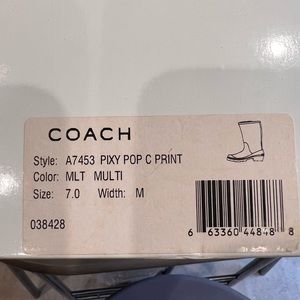 COACH
Style: A7453 PIXY POP C PRINT
Color: MLT MULTI
Size: 7.0 Width: M
038428
6 63360 44848 8